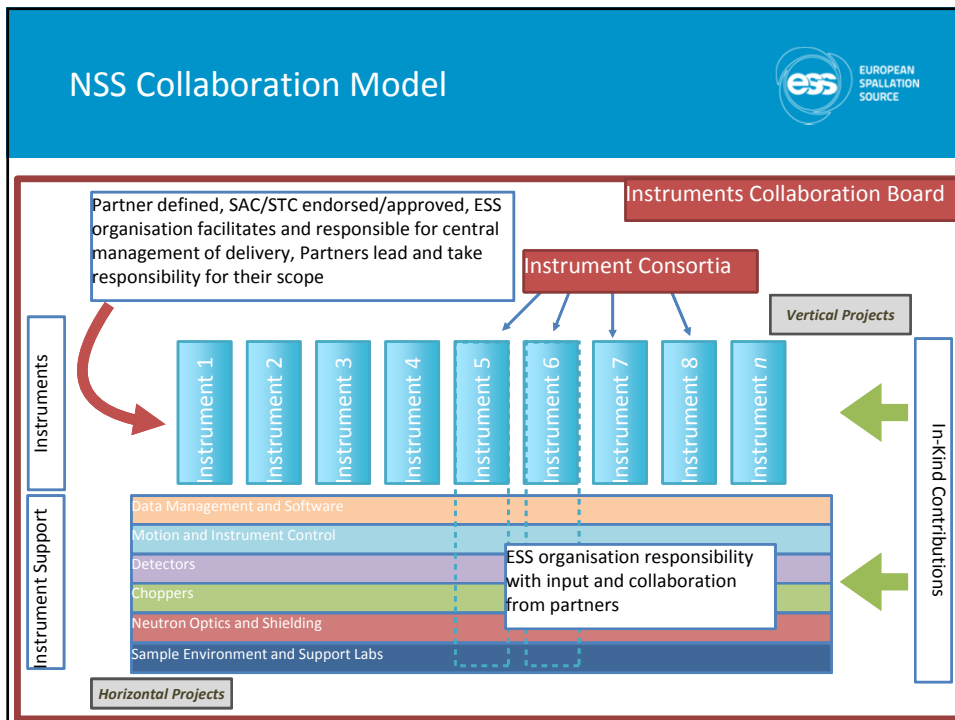 NSS Collaboration Model
ess
EUROPEAN
SPALLATION
SOURCE
Instruments Collaboration Board
Partner defined, SAC/STC endorsed/approved, ESS
organisation facilitates and responsible for central
management of delivery, Partners lead and take
responsibility for their scope
Instrument Consortia
Vertical Projects
Instruments
Instrument 1
Instrument 2
Instrument 3
Instrument 4
Instrument 5
Instrument 6
Instrument 7
Instrument 8
Instrument n
In-Kind Contributions
Instrument Support
Data Management and Software
Motion and Instrument Control
Detectors
Choppers
Neutron Optics and Shielding
Sample Environment and Support Labs
ESS organisation responsibility
with input and collaboration
from partners
Horizontal Projects